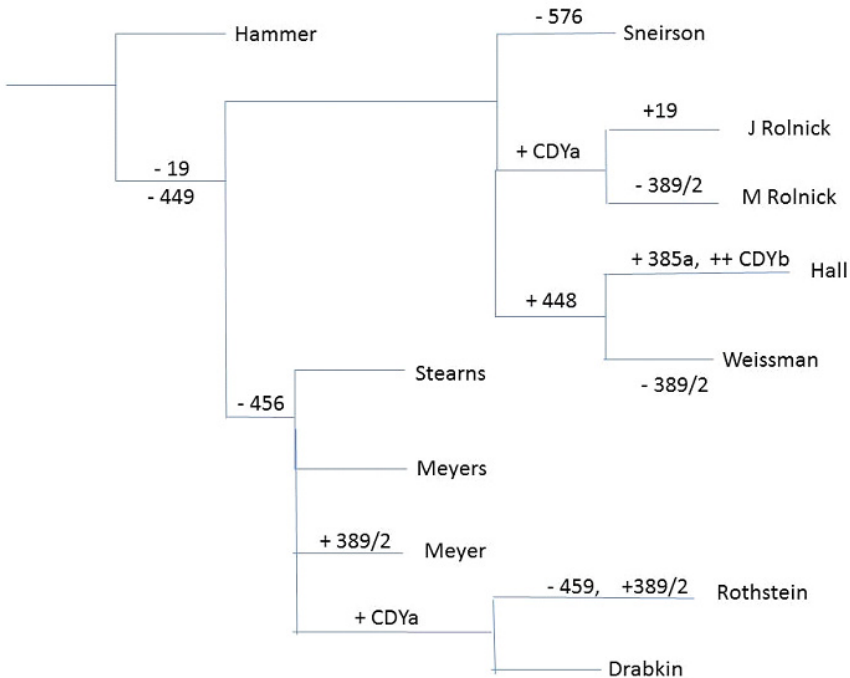 - 576
Hammer
Sneirson
+19
J Rolnick
+ CDYa
- 19
- 449
- 389/2
M Rolnick
+ 385a, ++ CDYb
Hall
+ 448
Weissman
- 389/2
Stearns
- 456
Meyers
+ 389/2
Meyer
- 459, +389/2
Rothstein
+ CDYa
Drabkin